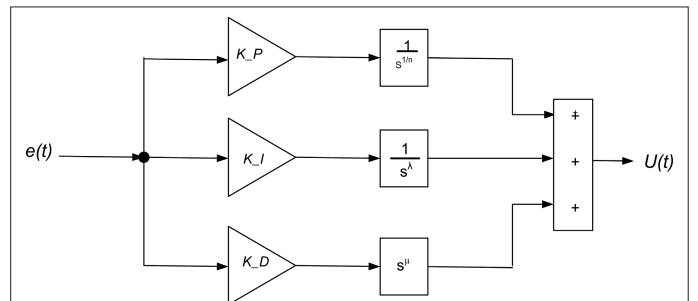 K_P
1
s^{1/n}
+
e(t)
K_I
1
s^λ
+
U(t)
+
K_D
s^μ